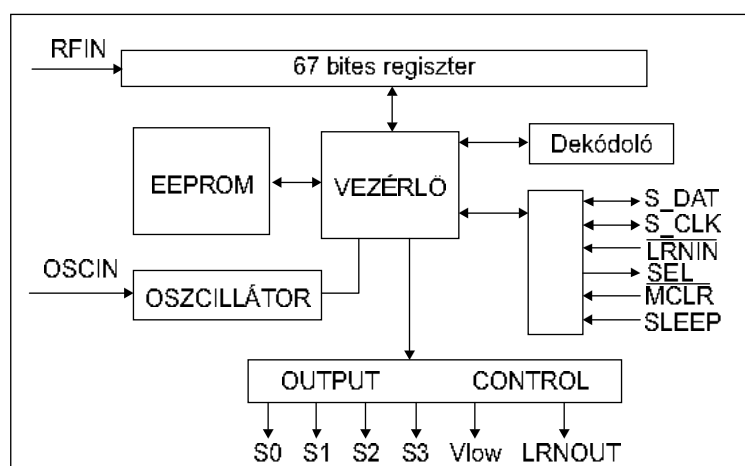 RFIN
67 bites regiszter
EEPROM
VEZÉRLŐ
Dekódoló
S_DAT
S_CLK
LRNIN
SEL
MCLR
SLEEP
OSCIN
OSZCILLÁTOR
OUTPUT CONTROL
S0 S1 S2 S3 Vlow LRNOUT